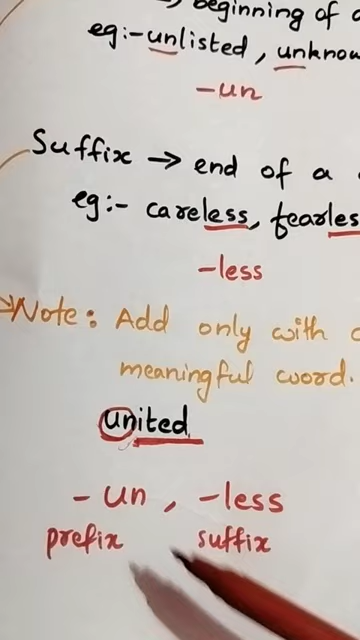 beginning of a
eg:- unlisted, unknow
-un
Suffix → end of a
eg:- careless, fearles
-less
Note: Add only with a
meaningful word.
united
- un, -less
prefix suffix